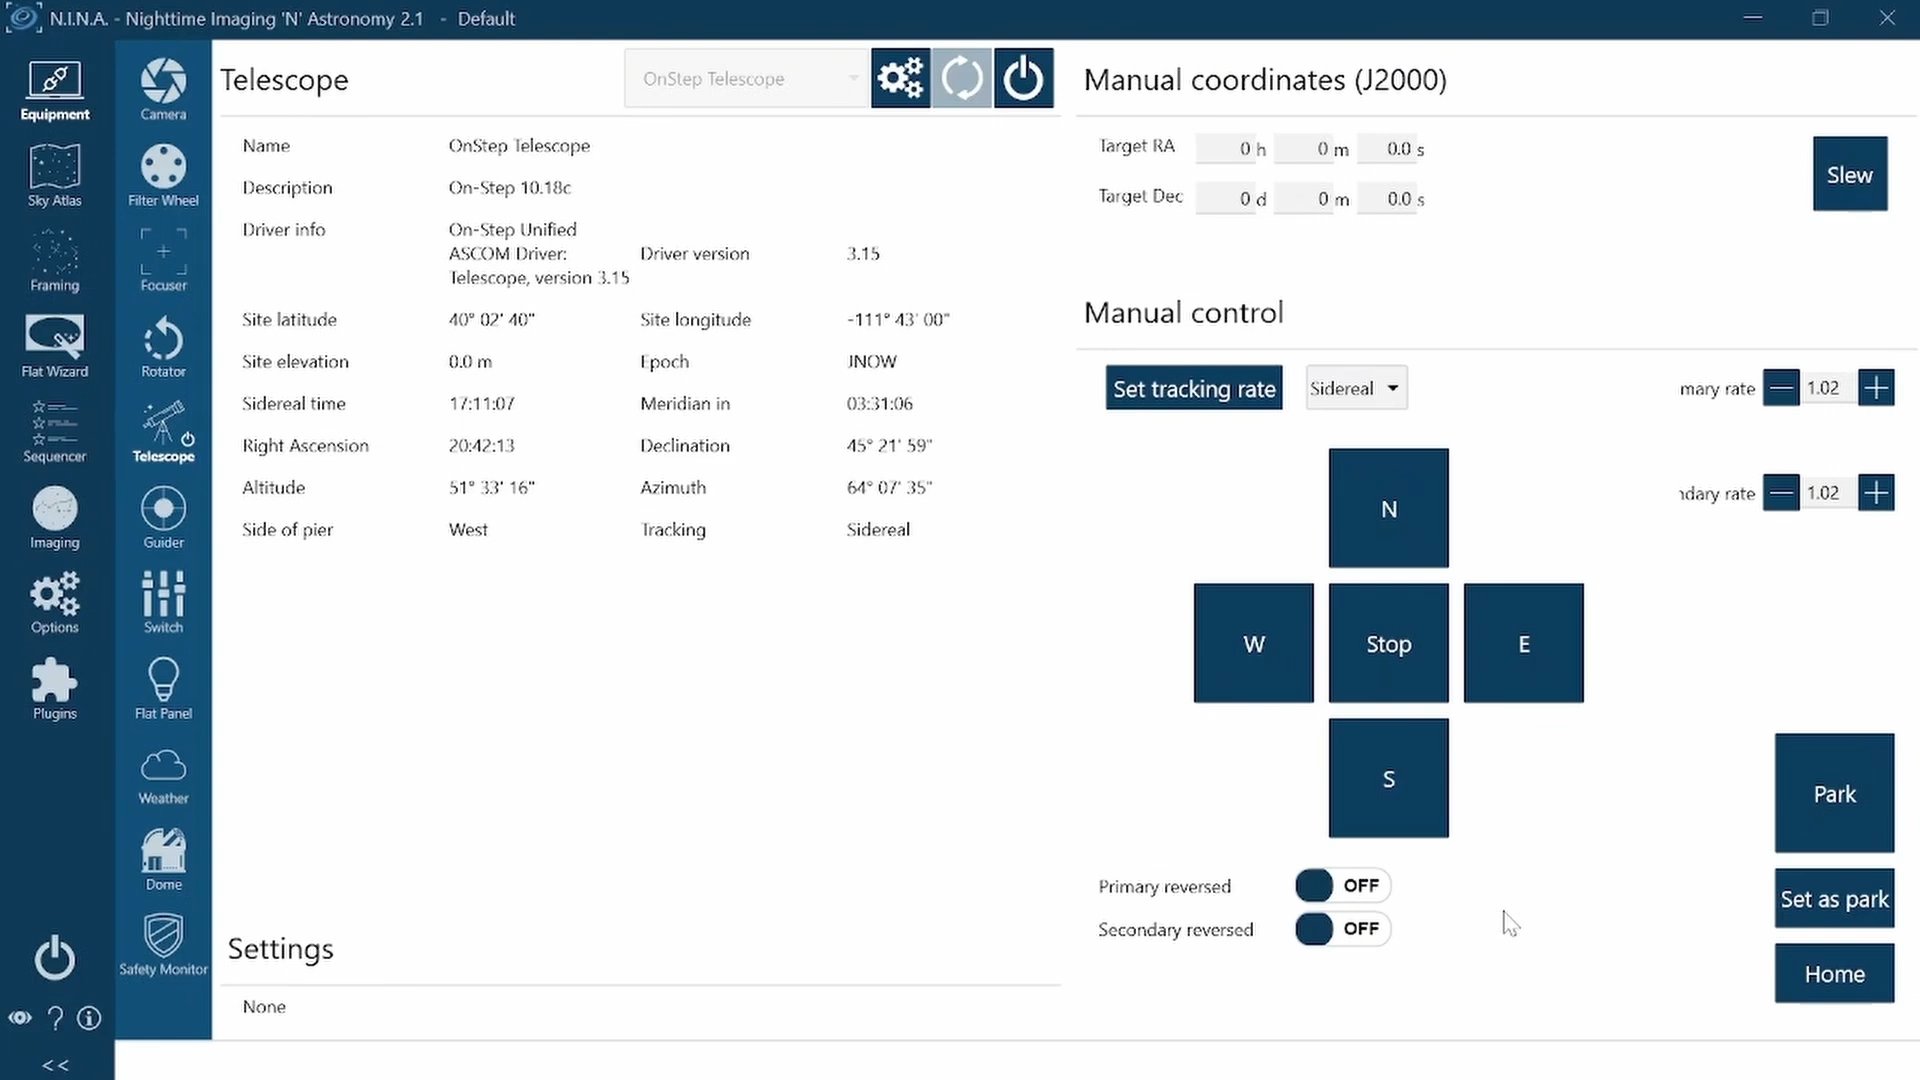 N.I.N.A. - Nighttime Imaging 'N' Astronomy 2.1 - Default
Equipment
Sky Atlas
Framing
Flat Wizard
Sequencer
Imaging
Options
Plugins
<<
Camera
Filter Wheel
Focuser
Rotator
Telescope
Guider
Switch
Flat Panel
Weather
Dome
Safety Monitor
Telescope
OnStep Telescope
Name OnStep Telescope
Description On-Step 10.18c
Driver info On-Step Unified
ASCOM Driver: Driver version 3.15
Telescope, version 3.15
Site latitude 40° 02' 40" Site longitude -111° 43' 00"
Site elevation 0.0 m Epoch JNOW
Sidereal time 17:11:07 Meridian in 03:31:06
Right Ascension 20:42:13 Declination 45° 21' 59"
Altitude 51° 33' 16" Azimuth 64° 07' 35"
Side of pier West Tracking Sidereal
Settings
None
Manual coordinates (J2000)
Target RA 0 h 0 m 0.0 s
Target Dec 0 d 0 m 0.0 s
Slew
Manual control
Set tracking rate Sidereal
mary rate 1.02
ndary rate 1.02
N
W Stop E
S
Primary reversed OFF
Secondary reversed OFF
Park
Set as park
Home